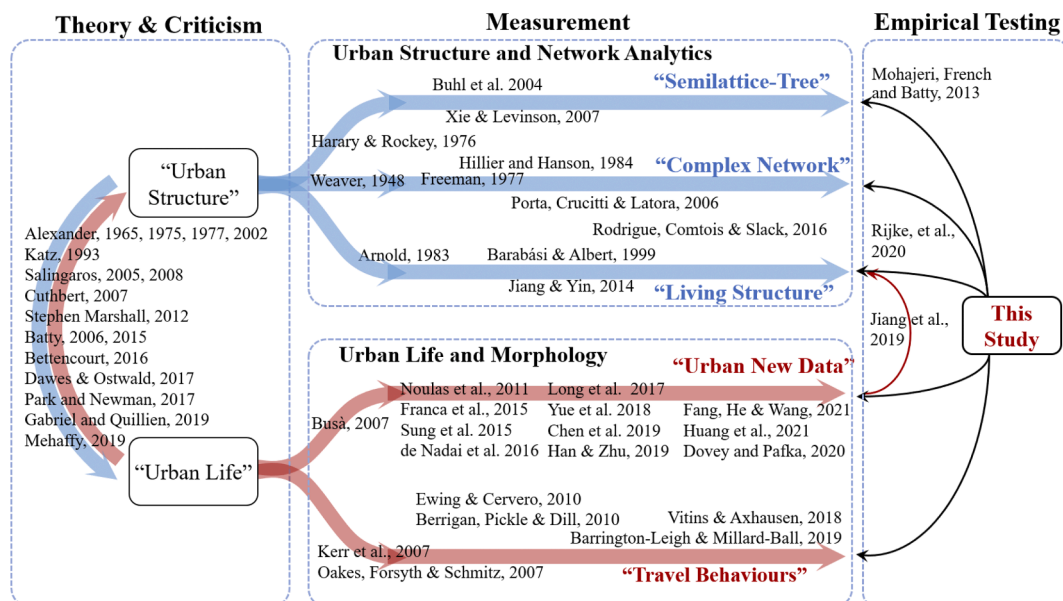 Theory & Criticism
Measurement
Empirical Testing
“Urban
Structure”
Alexander, 1965, 1975, 1977, 2002
Katz, 1993
Salingaros, 2005, 2008
Cuthbert, 2007
Stephen Marshall, 2012
Batty, 2006, 2015
Bettencourt, 2016
Dawes & Ostwald, 2017
Park and Newman, 2017
Gabriel and Quillien, 2019
Mehaffy, 2019
“Urban Life”
Urban Structure and Network Analytics
Buhl et al. 2004
“Semilattice-Tree”
Xie & Levinson, 2007
Harary & Rockey, 1976
Hillier and Hanson, 1984
“Complex Network”
Weaver, 1948
Freeman, 1977
Porta, Crucitti & Latora, 2006
Rodrigue, Comtois & Slack, 2016
Arnold, 1983
Barabási & Albert, 1999
Jiang & Yin, 2014
“Living Structure”
Urban Life and Morphology
“Urban New Data”
Noulas et al., 2011
Long et al. 2017
Franca et al., 2015
Yue et al. 2018
Fang, He & Wang, 2021
Busà, 2007
Sung et al. 2015
Chen et al. 2019
Huang et al., 2021
de Nadai et al. 2016
Han & Zhu, 2019
Dovey and Pafka, 2020
Ewing & Cervero, 2010
Berrigan, Pickle & Dill, 2010
Vitins & Axhausen, 2018
Barrington-Leigh & Millard-Ball, 2019
Kerr et al., 2007
Oakes, Forsyth & Schmitz, 2007
“Travel Behaviours”
Mohajeri, French
and Batty, 2013
Rijke, et al.,
2020
Jiang et al.,
2019
This
Study